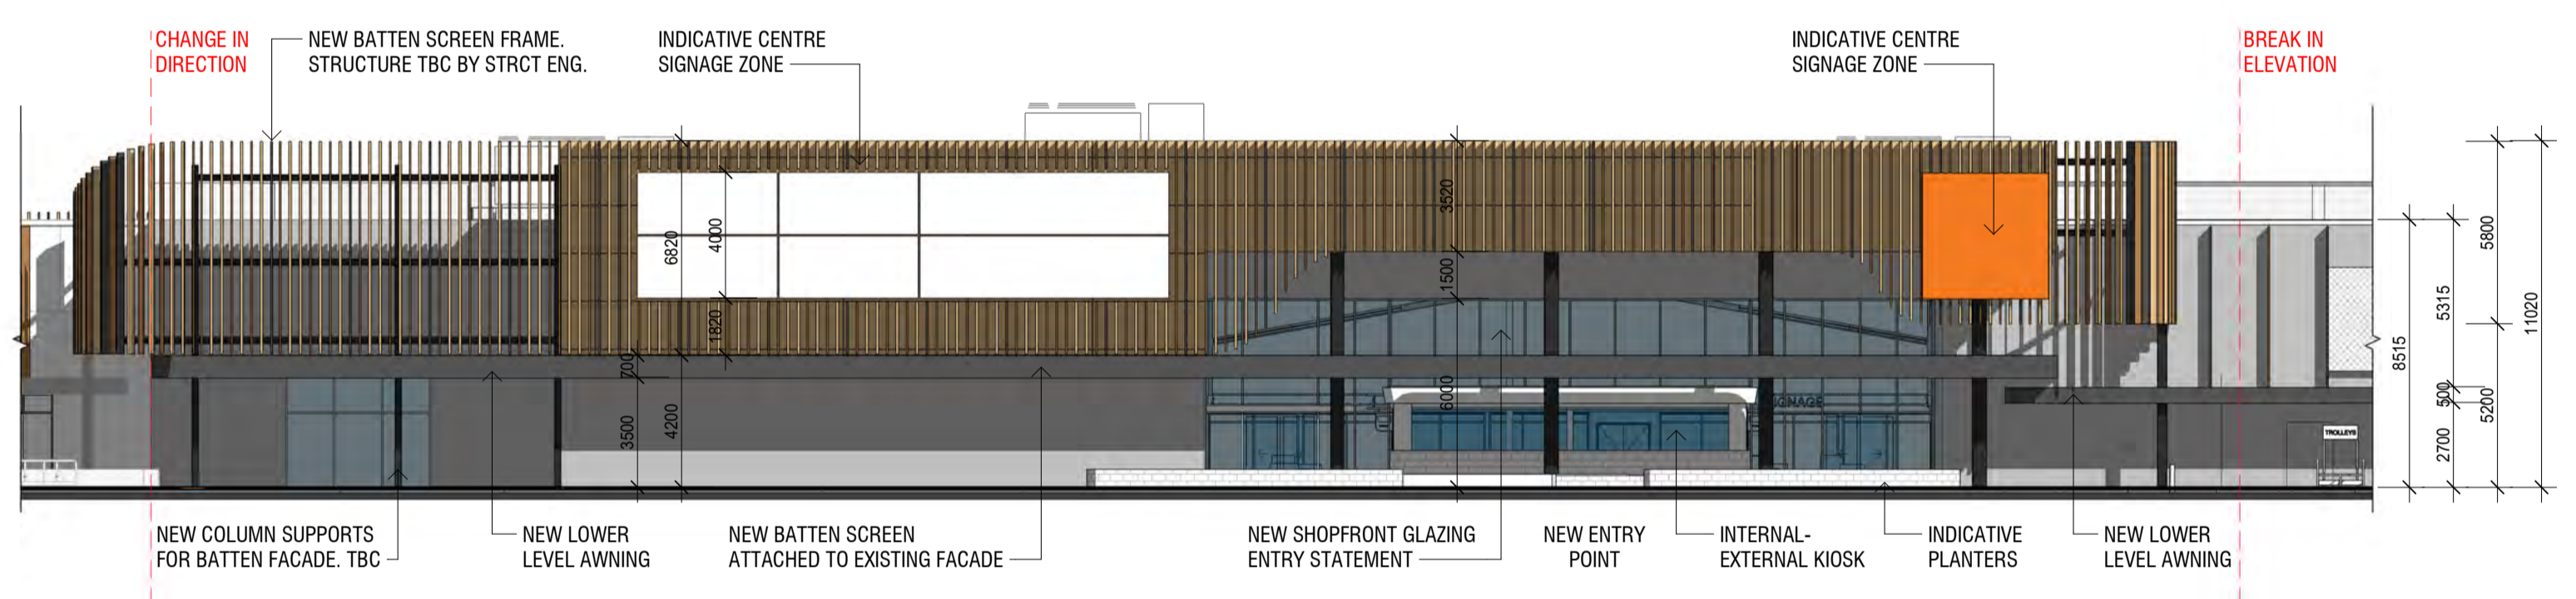 CHANGE IN
DIRECTION
NEW BATTEN SCREEN FRAME.
STRUCTURE TBC BY STRCT ENG.
INDICATIVE CENTRE
SIGNAGE ZONE
INDICATIVE CENTRE
SIGNAGE ZONE
BREAK IN
ELEVATION
6820
4000
1820
700
3500
4200
3520
1500
6000
SIGNAGE
TROLLEYS
8515
5315
500
2700
5800
5200
11020
NEW COLUMN SUPPORTS
FOR BATTEN FACADE. TBC
NEW LOWER
LEVEL AWNING
NEW BATTEN SCREEN
ATTACHED TO EXISTING FACADE
NEW SHOPFRONT GLAZING
ENTRY STATEMENT
NEW ENTRY
POINT
INTERNAL-
EXTERNAL KIOSK
INDICATIVE
PLANTERS
NEW LOWER
LEVEL AWNING